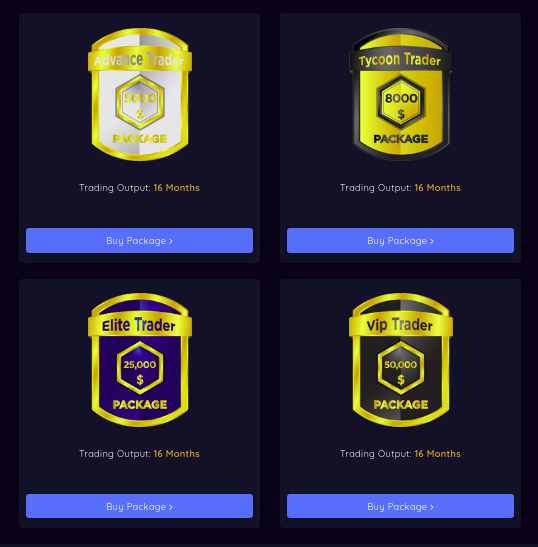 Advance Trader
5000
$
PACKAGE
Trading Output: 16 Months
Buy Package >
Tycoon Trader
8000
$
PACKAGE
Trading Output: 16 Months
Buy Package >
Elite Trader
25,000
$
PACKAGE
Trading Output: 16 Months
Buy Package >
Vip Trader
50,000
$
PACKAGE
Trading Output: 16 Months
Buy Package >